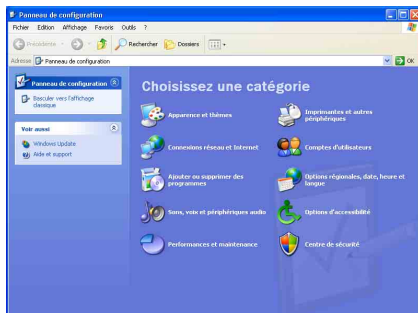 Panneau de configuration
Fichier Edition Affichage Favoris Outils ?
Précédente Rechercher Dossiers
Adresse Panneau de configuration OK
Panneau de configuration
Basculer vers l'affichage
classique
Voir aussi
Windows Update
Aide et support
Choisissez une catégorie
Apparence et thèmes
Imprimantes et autres
périphériques
Connexions réseau et Internet
Comptes d'utilisateurs
Ajouter ou supprimer des
programmes
Options régionales, date, heure et
langue
Sons, voix et périphériques audio
Options d'accessibilité
Performances et maintenance
Centre de sécurité